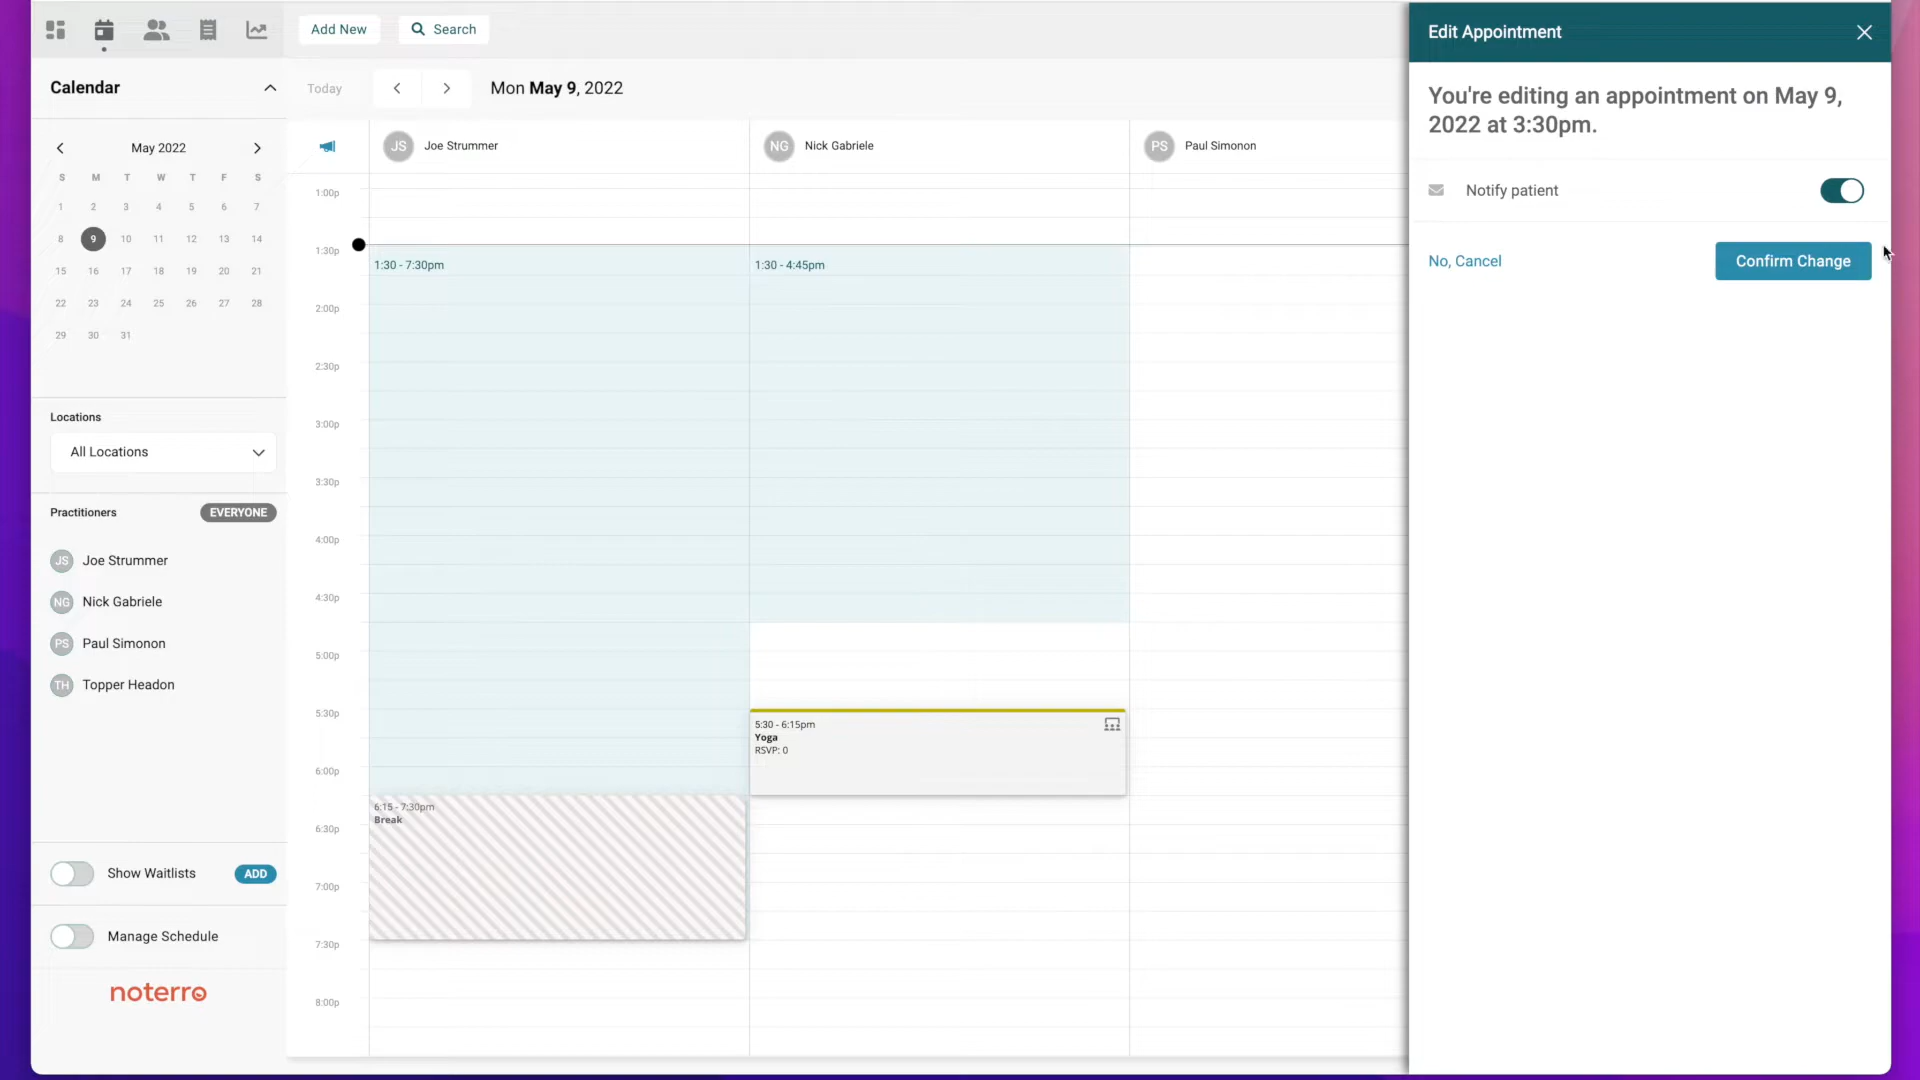 Add New
Search
Edit Appointment
Calendar
Today
Mon May 9, 2022
You're editing an appointment on May 9,
2022 at 3:30pm.
May 2022
S M T W T F S
1 2 3 4 5 6 7
8 9 10 11 12 13 14
15 16 17 18 19 20 21
22 23 24 25 26 27 28
29 30 31
JS Joe Strummer
NG Nick Gabriele
PS Paul Simonon
Notify patient
No, Cancel
Confirm Change
1:00p
1:30p
2:00p
2:30p
3:00p
3:30p
4:00p
4:30p
5:00p
5:30p
6:00p
6:30p
7:00p
7:30p
8:00p
1:30 - 7:30pm
1:30 - 4:45pm
5:30 - 6:15pm
Yoga
RSVP: 0
6:15 - 7:30pm
Break
Locations
All Locations
Practitioners
EVERYONE
JS Joe Strummer
NG Nick Gabriele
PS Paul Simonon
TH Topper Headon
Show Waitlists
ADD
Manage Schedule
noterro